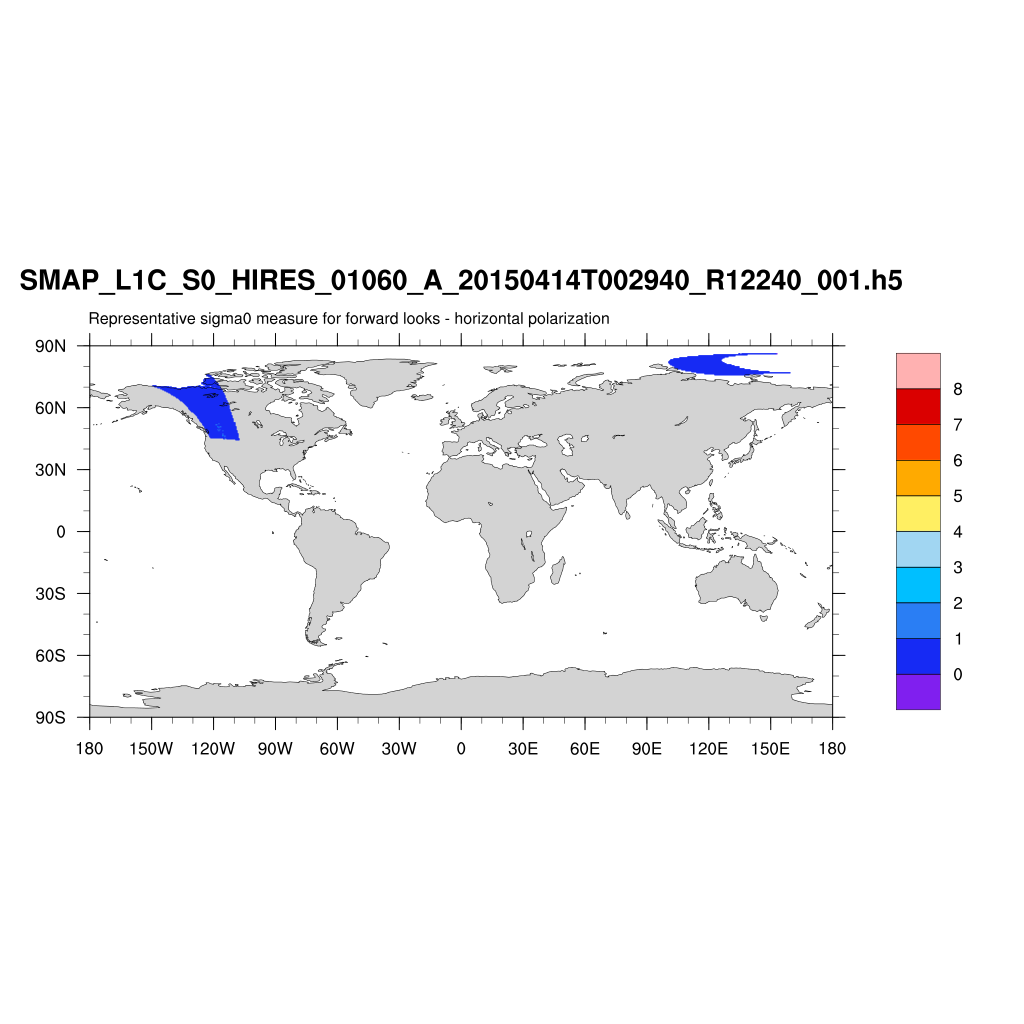 SMAP_L1C_S0_HIRES_01060_A_20150414T002940_R12240_001.h5
Representative sigma0 measure for forward looks - horizontal polarization
90N
60N
30N
0
30S
60S
90S
180 150W 120W 90W 60W 30W 0 30E 60E 90E 120E 150E 180
8
7
6
5
4
3
2
1
0